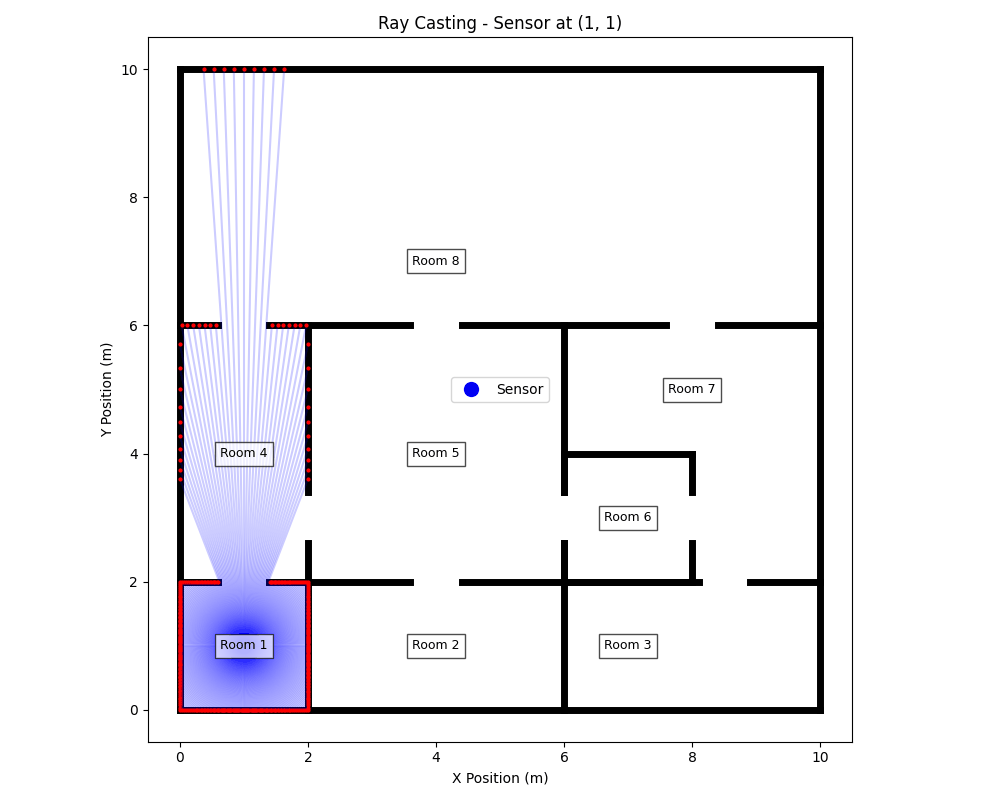 Ray Casting - Sensor at (1, 1)
10
8
6
4
2
0
Y Position (m)
Room 8
Sensor
Room 7
Room 4
Room 5
Room 6
Room 1
Room 2
Room 3
0
2
4
6
8
10
X Position (m)